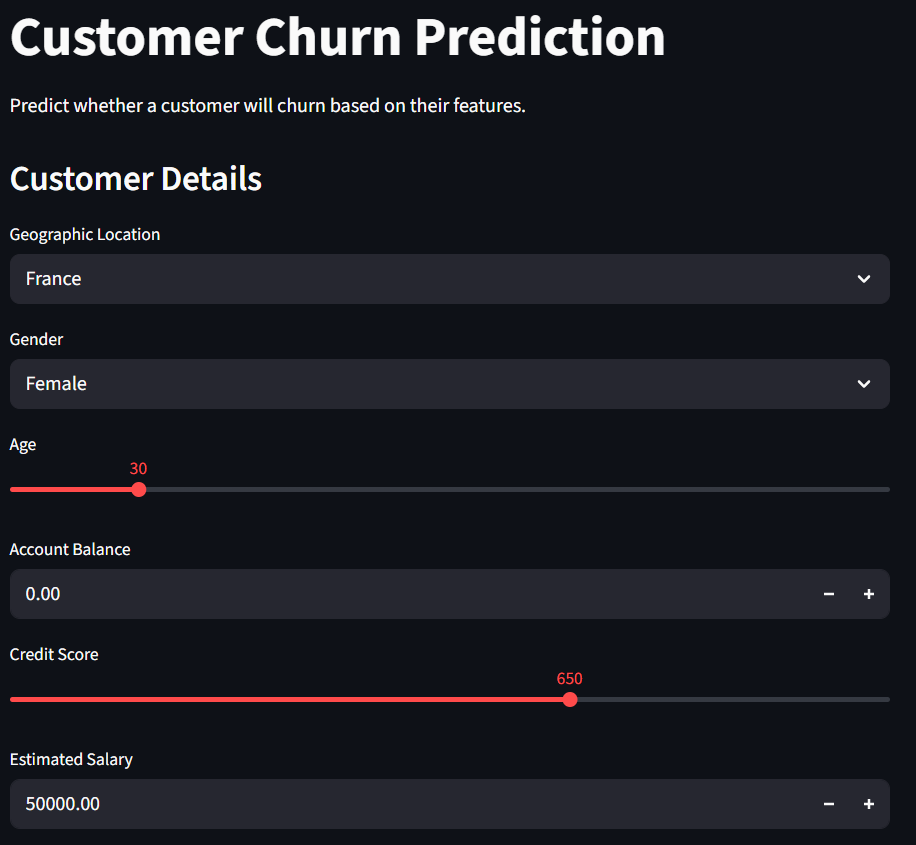 Customer Churn Prediction
Predict whether a customer will churn based on their features.
Customer Details
Geographic Location
France
Gender
Female
Age
30
Account Balance
0.00
Credit Score
650
Estimated Salary
50000.00